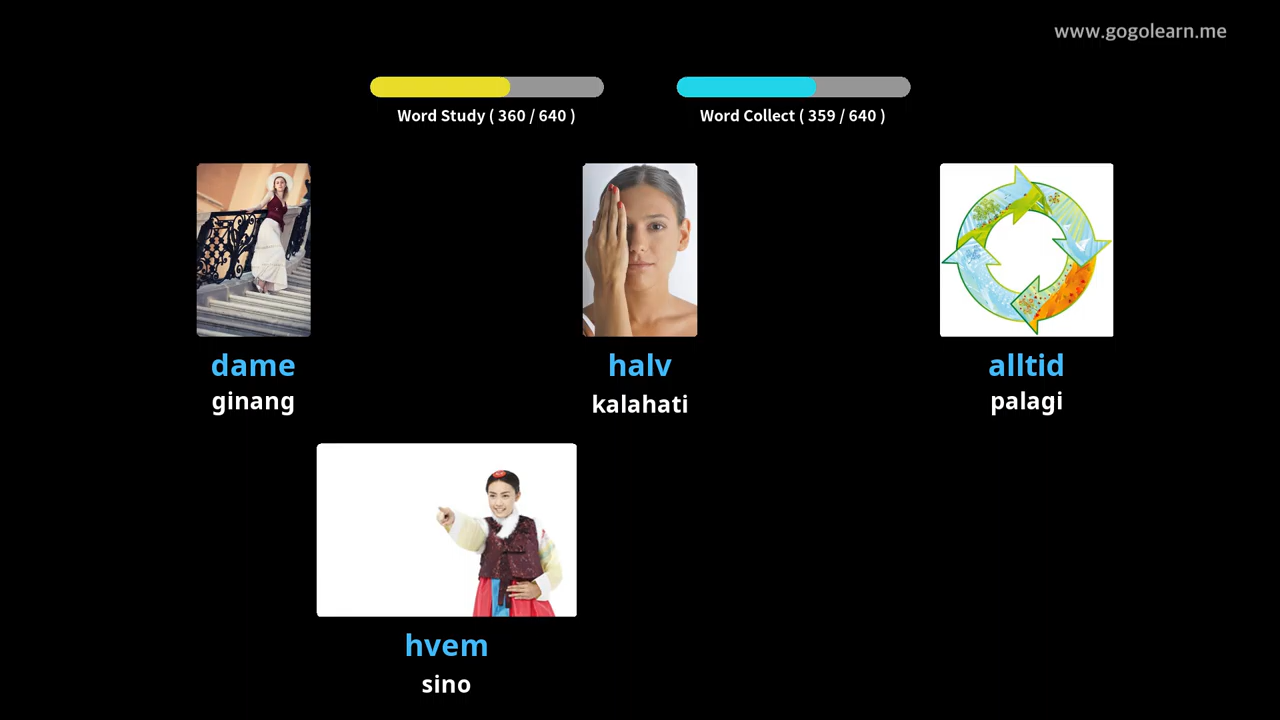 www.gogolearn.me
Word Study ( 360 / 640 )
Word Collect ( 359 / 640 )
dame
ginang
halv
kalahati
alltid
palagi
hvem
sino